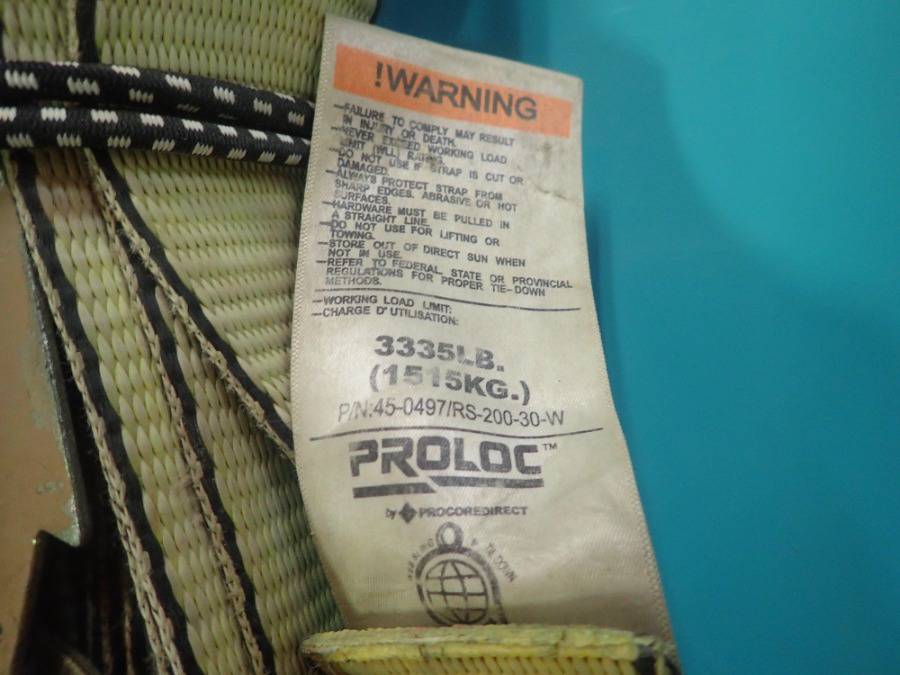 !WARNING
—FAILURE TO COMPLY MAY RESULT
IN INJURY OR DEATH.
—NEVER EXCEED WORKING LOAD
LIMIT (WLL) RATING.
—DO NOT USE IF STRAP IS CUT OR
DAMAGED.
—ALWAYS PROTECT STRAP FROM
SHARP EDGES. ABRASIVE OR HOT
SURFACES.
—HARDWARE MUST BE PULLED IN
A STRAIGHT LINE.
—DO NOT USE FOR LIFTING OR
TOWING.
—STORE OUT OF DIRECT SUN WHEN
NOT IN USE.
—REFER TO FEDERAL, STATE OR PROVINCIAL
REGULATIONS FOR PROPER TIE-DOWN
METHODS.
—WORKING LOAD LIMIT:
—CHARGE D'UTILISATION:
3335LB.
(1515KG.)
P/N:45-0497/RS-200-30-W
PROLOC™
by PROCOREDIRECT
TIE DOWN